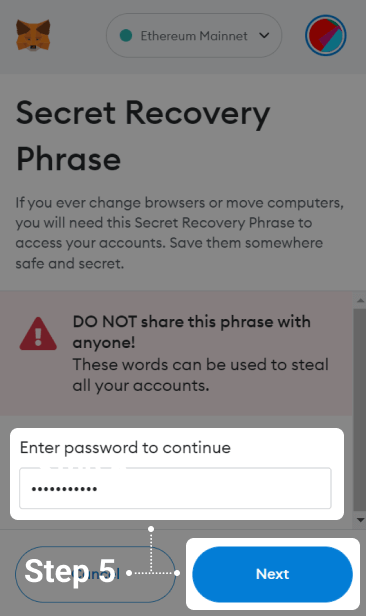 Ethereum Mainnet
Secret Recovery
Phrase
If you ever change browsers or move computers,
you will need this Secret Recovery Phrase to
access your accounts. Save them somewhere
safe and secret.
DO NOT share this phrase with
anyone!
These words can be used to steal
all your accounts.
Enter password to continue
•••••••••••
Step 5
Cancel
Next